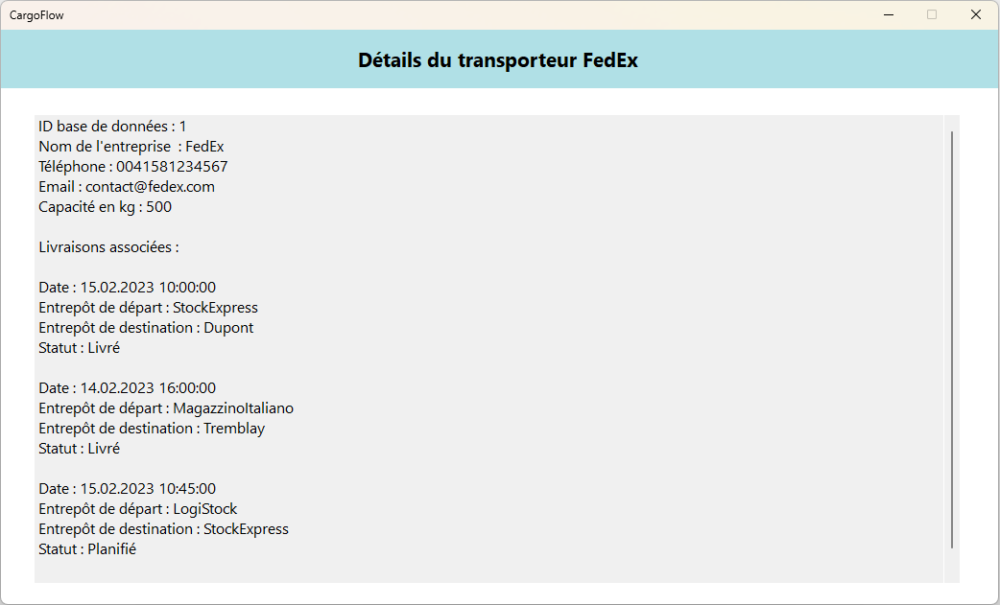 CargoFlow
Détails du transporteur FedEx
ID base de données : 1
Nom de l'entreprise  : FedEx
Téléphone : 0041581234567
Email : contact@fedex.com
Capacité en kg : 500
Livraisons associées :
Date : 15.02.2023 10:00:00
Entrepôt de départ : StockExpress
Entrepôt de destination : Dupont
Statut : Livré
Date : 14.02.2023 16:00:00
Entrepôt de départ : MagazzinoItaliano
Entrepôt de destination : Tremblay
Statut : Livré
Date : 15.02.2023 10:45:00
Entrepôt de départ : LogiStock
Entrepôt de destination : StockExpress
Statut : Planifié